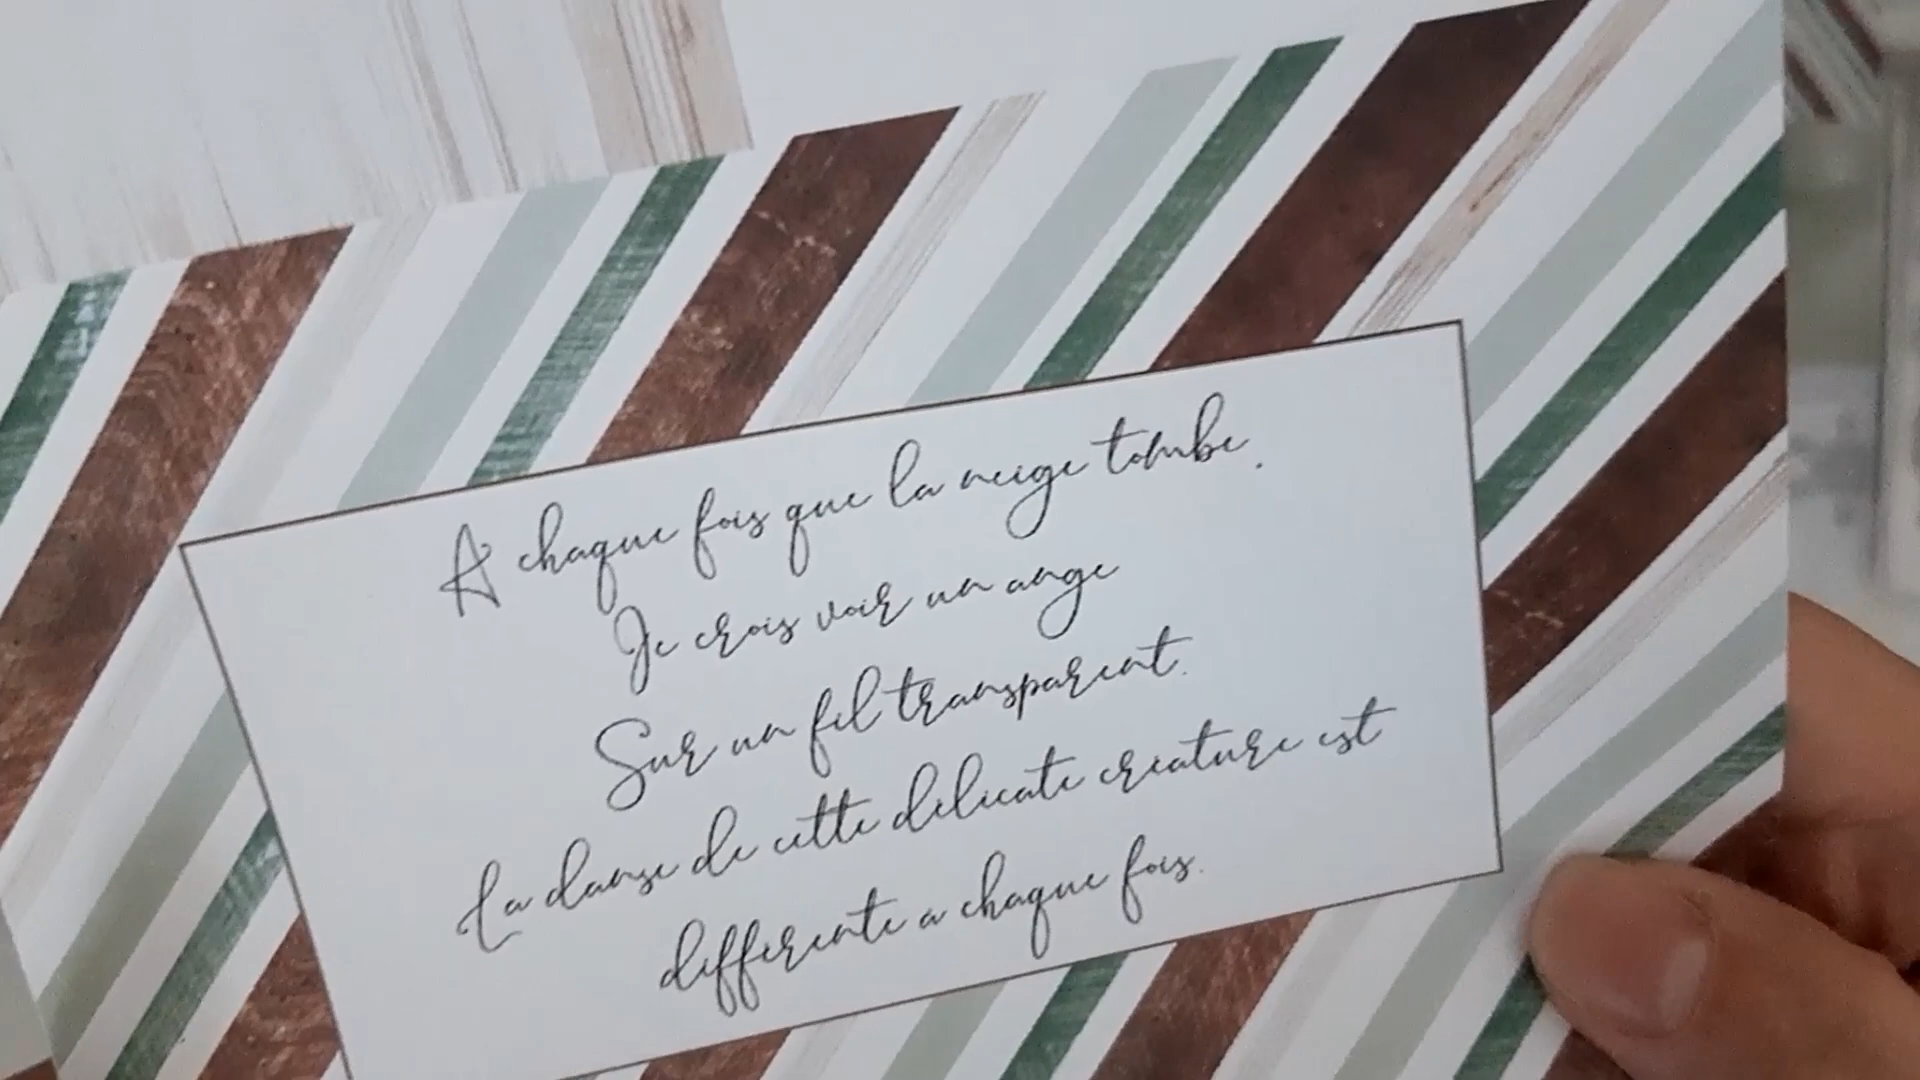 A chaque fois que la neige tombe.
Je crois voir un ange
Sur un fil transparent.
La danse de cette delicate creature est
differente a chaque fois.